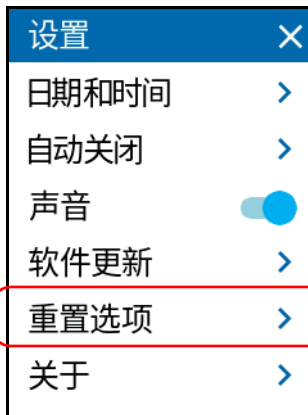 设置
日期和时间
自动关闭
声音
软件更新
重置选项
关于